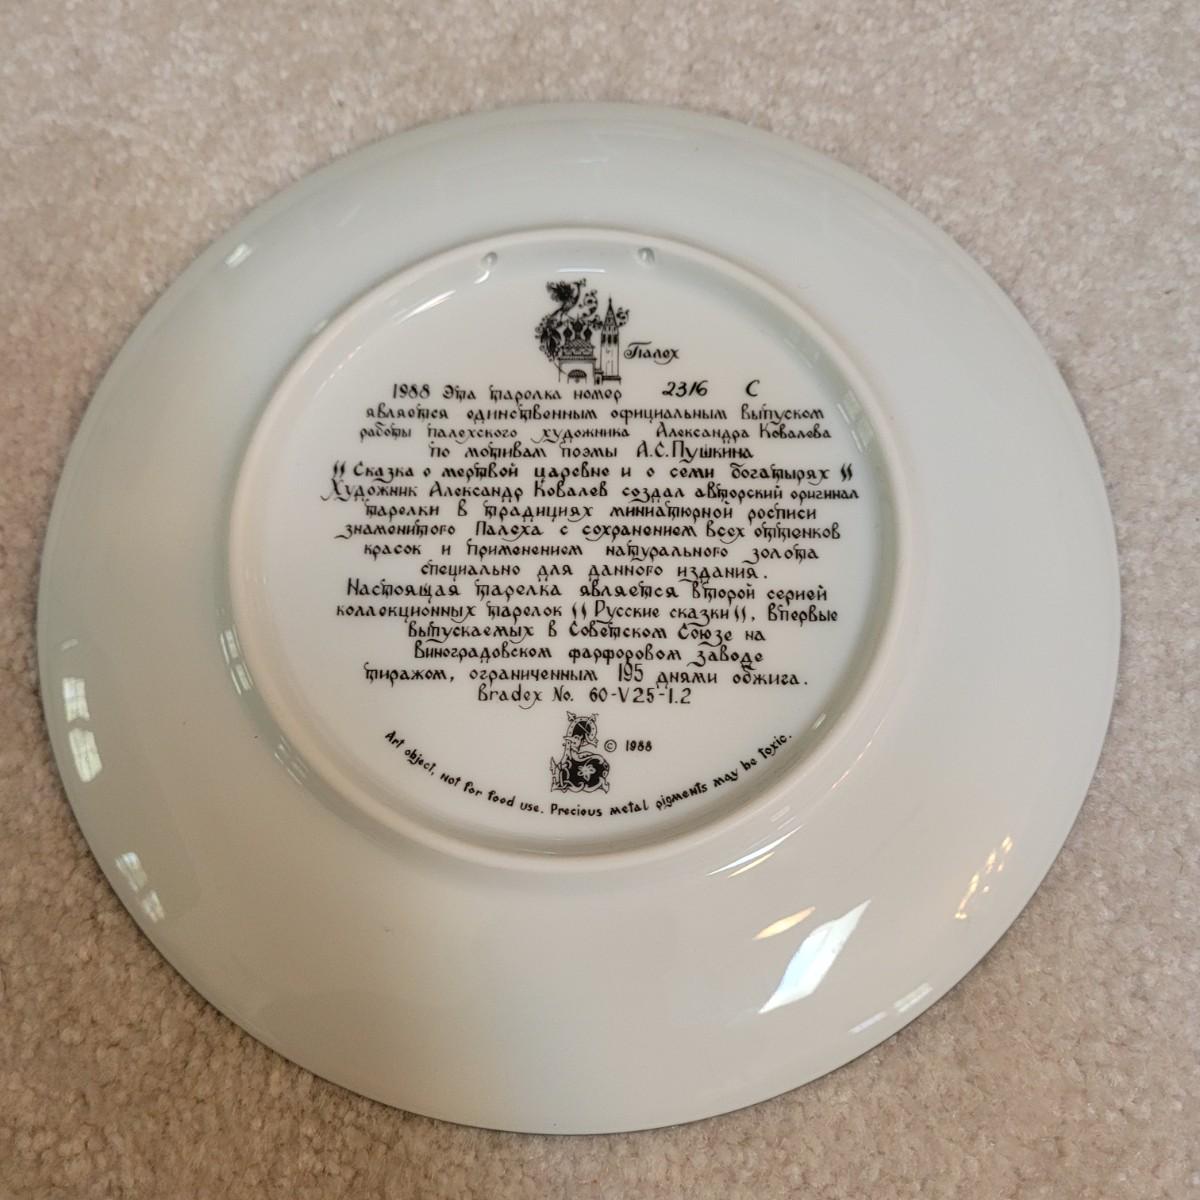 Палех
1988 Эта тарелка номер 2316 С
является единственным официальным выпуском
работы палехского художника Александра Ковалева
по мотивам поэмы А.С.Пушкина
"Сказка о мертвой царевне и о семи богатырях"
Художник Александр Ковалев создал авторский оригинал
тарелки в традициях миниатюрной росписи
знаменитого Палеха с сохранением всех оттенков
красок и применением натурального золота
специально для данного издания.
Настоящая тарелка является второй серией
коллекционных тарелок "Русские сказки", впервые
выпускаемых в Советском Союзе на
Виноградовском фарфоровом заводе
тиражом, ограниченным 195 днями обжига.
Bradex No. 60-V25-1.2
© 1988
Art object, not for food use. Precious metal pigments may be toxic.